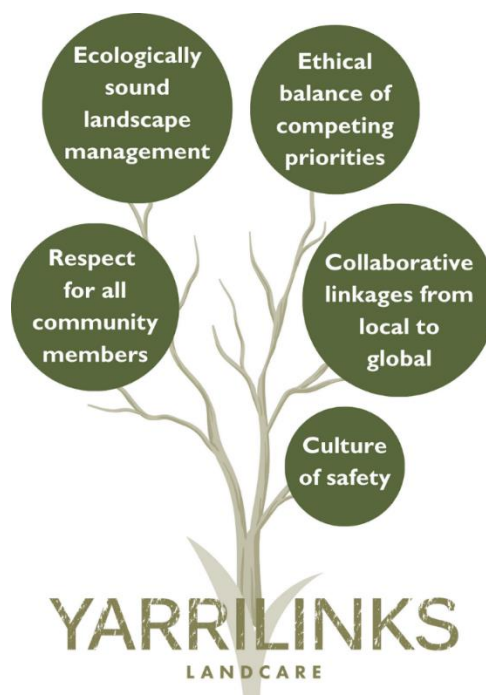 Ecologically
sound
landscape
management
Ethical
balance of
competing
priorities
Respect
for all
community
members
Collaborative
linkages from
local to
global
Culture
of safety
YARRILINKS
LANDCARE